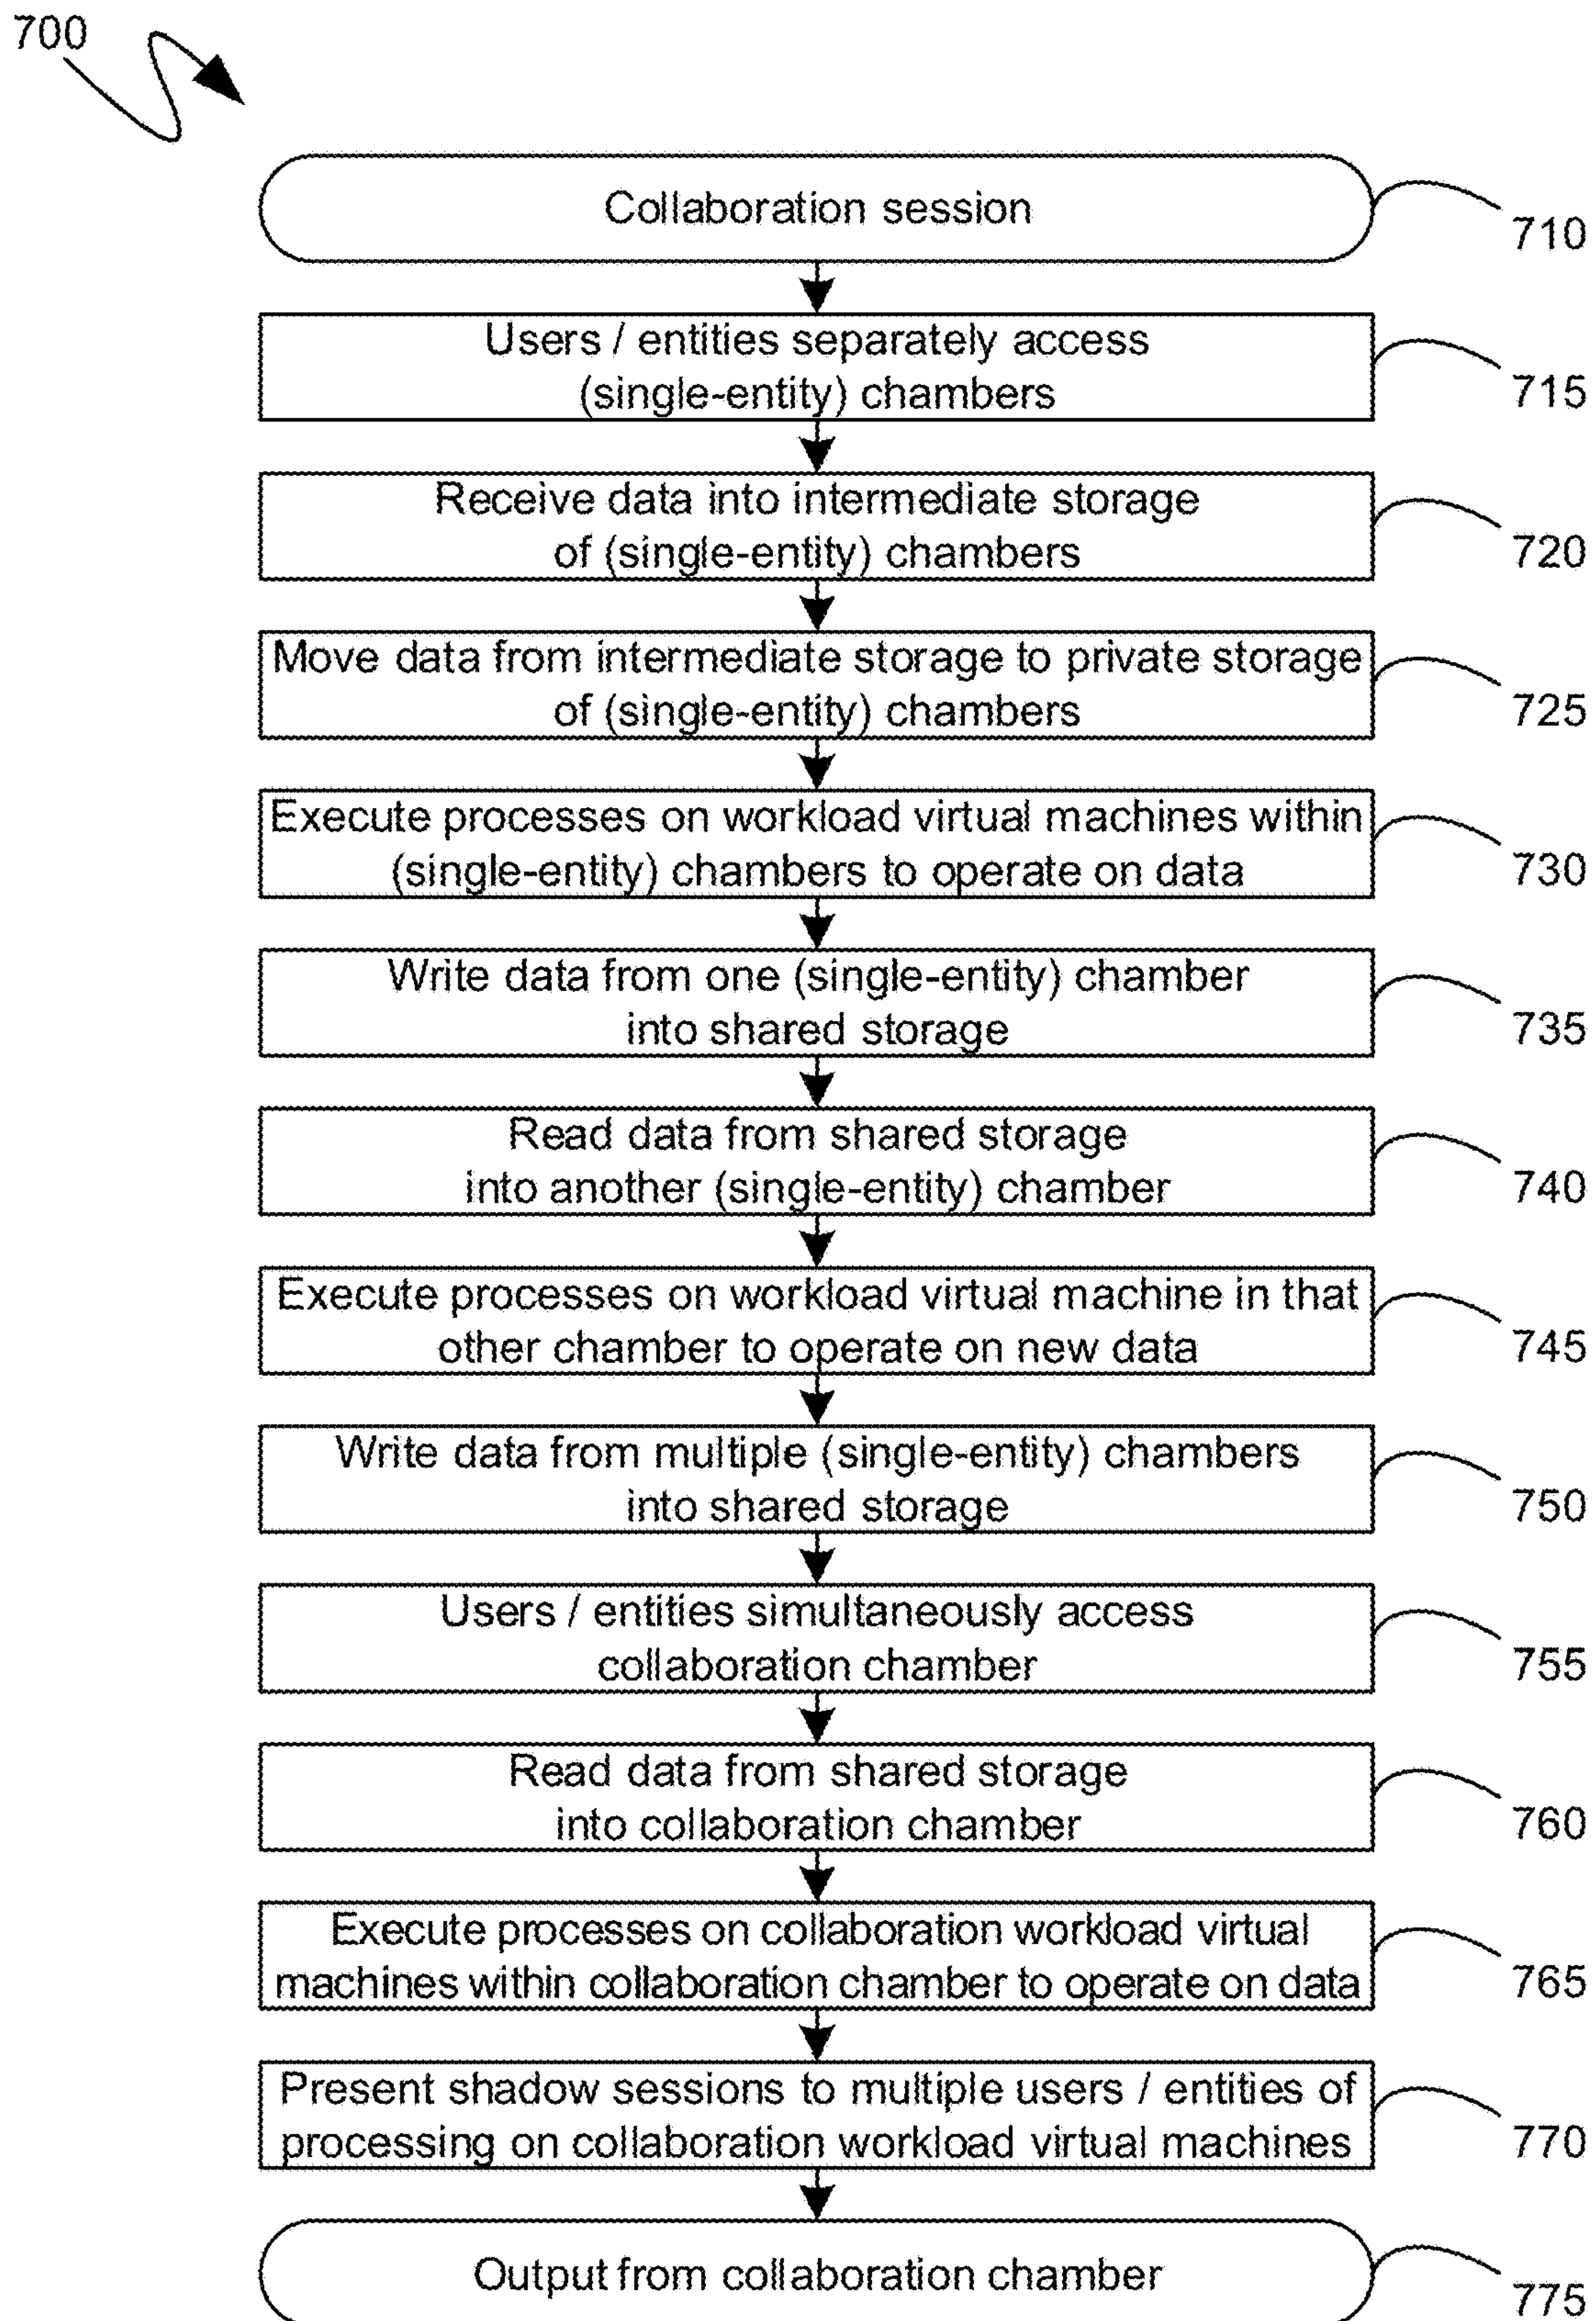 700
Collaboration session
710
Users / entities separately access
(single-entity) chambers
715
Receive data into intermediate storage
of (single-entity) chambers
720
Move data from intermediate storage to private storage
of (single-entity) chambers
725
Execute processes on workload virtual machines within
(single-entity) chambers to operate on data
730
Write data from one (single-entity) chamber
into shared storage
735
Read data from shared storage
into another (single-entity) chamber
740
Execute processes on workload virtual machine in that
other chamber to operate on new data
745
Write data from multiple (single-entity) chambers
into shared storage
750
Users / entities simultaneously access
collaboration chamber
755
Read data from shared storage
into collaboration chamber
760
Execute processes on collaboration workload virtual
machines within collaboration chamber to operate on data
765
Present shadow sessions to multiple users / entities of
processing on collaboration workload virtual machines
770
Output from collaboration chamber
775